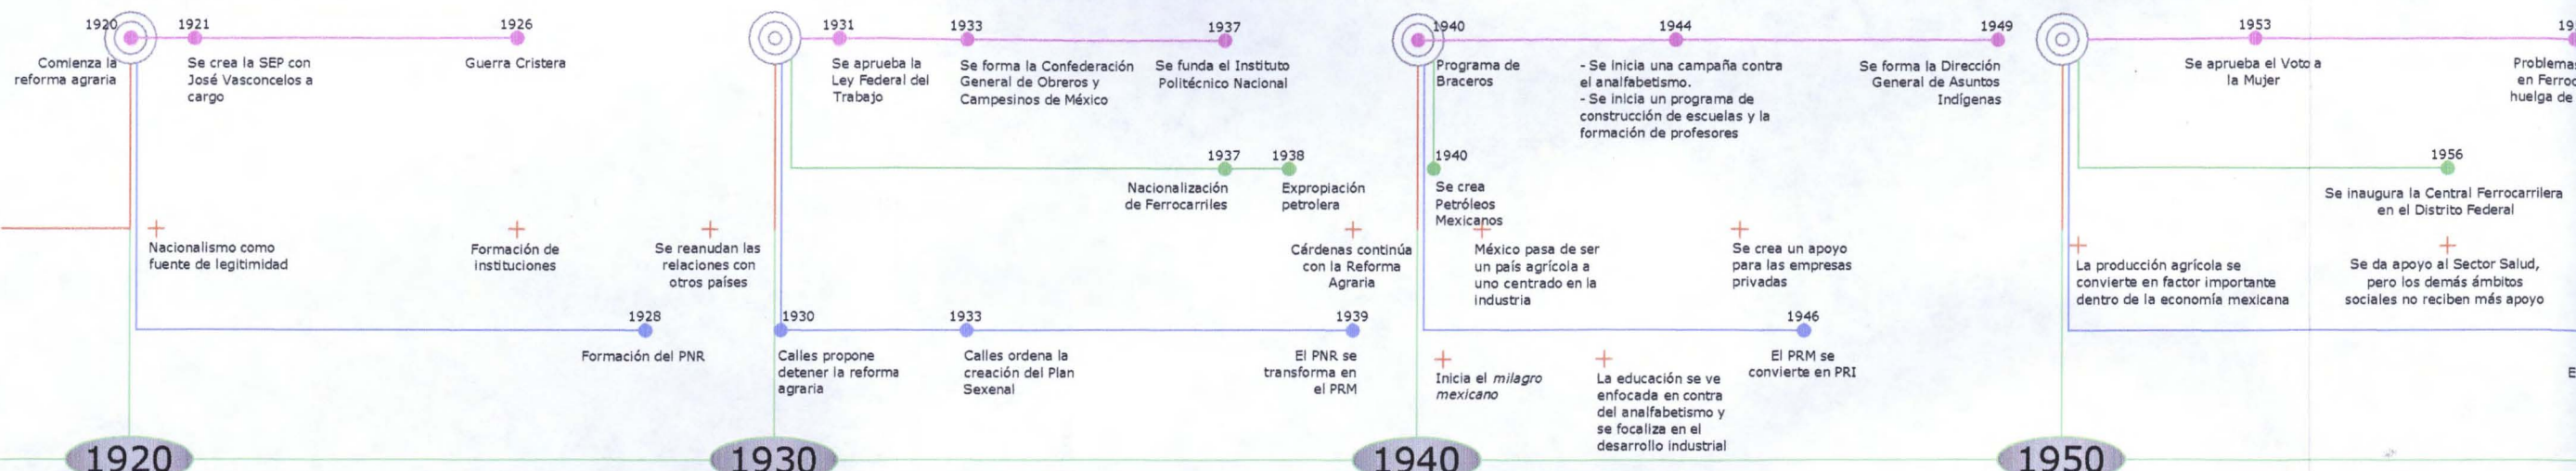 1920
Comienza la
reforma agraria
1921
Se crea la SEP con
José Vasconcelos a
cargo
1926
Guerra Cristera
Nacionalismo como
fuente de legitimidad
Formación de
instituciones
Se reanudan las
relaciones con
otros países
1928
Formación del PNR
1920
1931
Se aprueba la
Ley Federal del
Trabajo
1933
Se forma la Confederación
General de Obreros y
Campesinos de México
1937
Se funda el Instituto
Politécnico Nacional
1937
Nacionalización
de Ferrocarriles
1938
Expropiación
petrolera
Cárdenas continúa
con la Reforma
Agraria
1930
Calles propone
detener la reforma
agraria
1933
Calles ordena la
creación del Plan
Sexenal
1939
El PNR se
transforma en
el PRM
1930
1940
Programa de
Braceros
1944
- Se inicia una campaña contra
el analfabetismo.
- Se inicia un programa de
construcción de escuelas y la
formación de profesores
1949
Se forma la Dirección
General de Asuntos
Indígenas
1940
Se crea
Petróleos
Mexicanos
México pasa de ser
un país agrícola a
uno centrado en la
industria
Se crea un apoyo
para las empresas
privadas
1946
El PRM se
convierte en PRI
Inicia el milagro
mexicano
La educación se ve
enfocada en contra
del analfabetismo y
se focaliza en el
desarrollo industrial
1940
1953
Se aprueba el Voto a
la Mujer
19
Problemas
en Ferroc
huelga de
1956
Se inaugura la Central Ferrocarrilera
en el Distrito Federal
La producción agrícola se
convierte en factor importante
dentro de la economía mexicana
Se da apoyo al Sector Salud,
pero los demás ámbitos
sociales no reciben más apoyo
E
1950